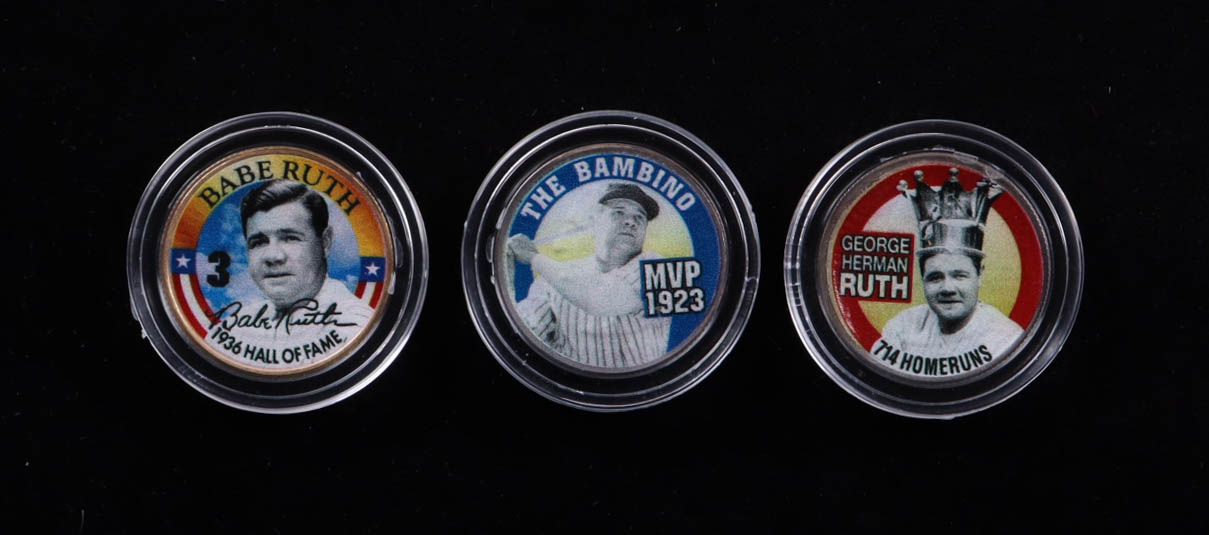 BABE RUTH
3
Babe Ruth
1936 HALL OF FAME
THE BAMBINO
MVP
1923
GEORGE
HERMAN
RUTH
714 HOMERUNS